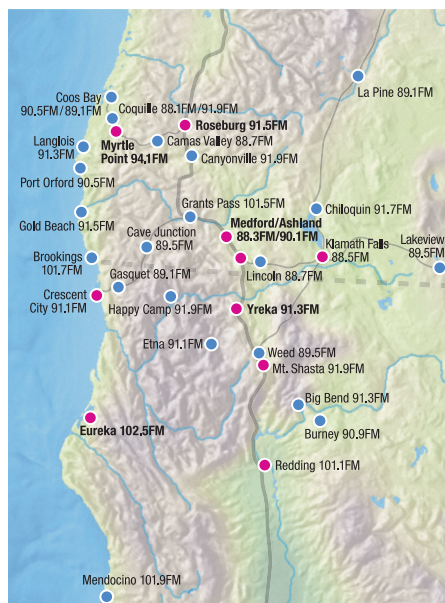 La Pine 89.1FM
Coos Bay
90.5FM/89.1FM
Coquille 88.1FM/91.9FM
Roseburg 91.5FM
Langlois
91.3FM
Myrtle
Point 94,1FM
Camas Valley 88.7FM
Canyonville 91.9FM
Port Orford 90.5FM
Grants Pass 101.5FM
Gold Beach 91.5FM
Medford/Ashland
88.3FM/90.1FM
Chiloquin 91.7FM
Cave Junction
89.5FM
Klamath Falls
88.5FM
Lakeview
89.5FM
Brookings
101.7FM
Gasquet 89.1FM
Lincoln 88.7FM
Crescent
City 91.1FM
Happy Camp 91.9FM
Yreka 91.3FM
Etna 91.1FM
Weed 89.5FM
Mt. Shasta 91.9FM
Big Bend 91.3FM
Burney 90.9FM
Eureka 102,5FM
Redding 101.1FM
Mendocino 101.9FM